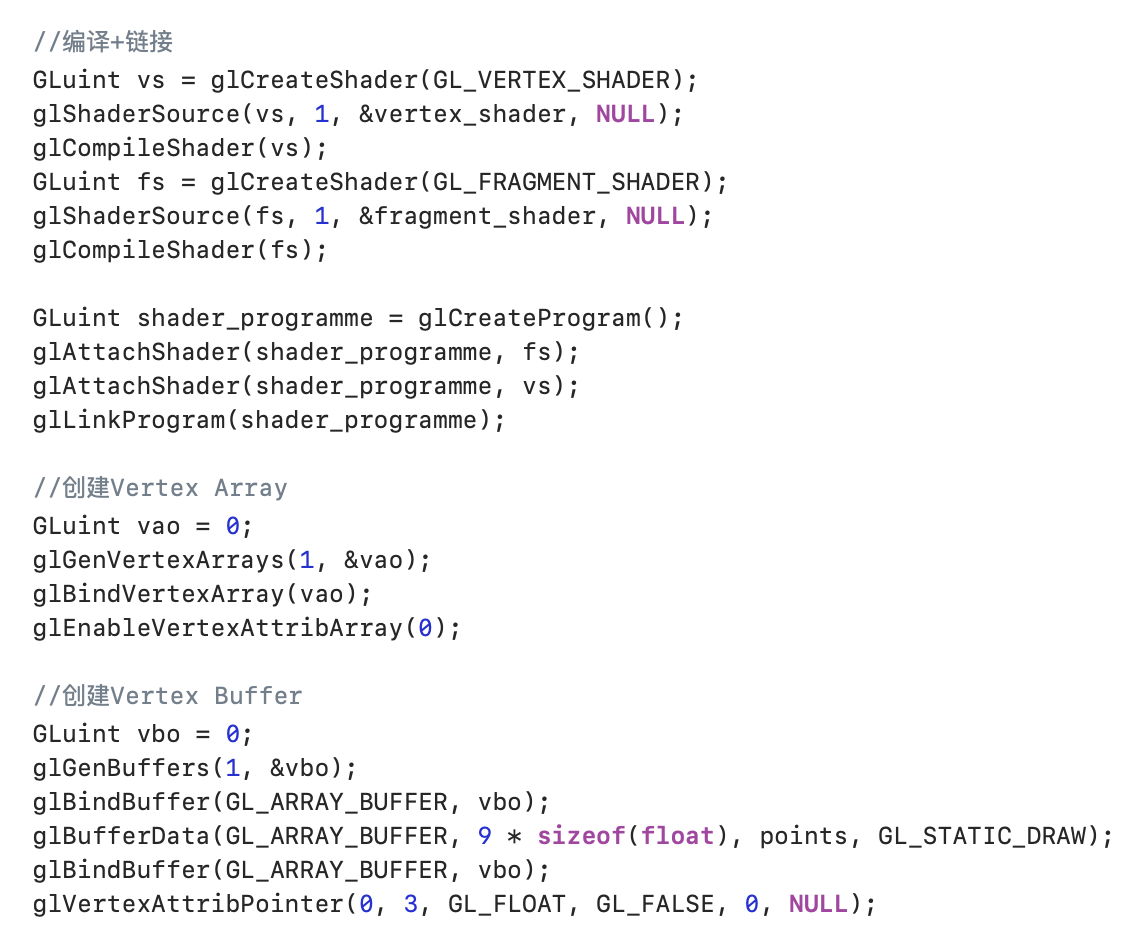 //编译+链接
GLuint vs = glCreateShader(GL_VERTEX_SHADER);
glShaderSource(vs, 1, &vertex_shader, NULL);
glCompileShader(vs);
GLuint fs = glCreateShader(GL_FRAGMENT_SHADER);
glShaderSource(fs, 1, &fragment_shader, NULL);
glCompileShader(fs);

GLuint shader_programme = glCreateProgram();
glAttachShader(shader_programme, fs);
glAttachShader(shader_programme, vs);
glLinkProgram(shader_programme);

//创建Vertex Array
GLuint vao = 0;
glGenVertexArrays(1, &vao);
glBindVertexArray(vao);
glEnableVertexAttribArray(0);

//创建Vertex Buffer
GLuint vbo = 0;
glGenBuffers(1, &vbo);
glBindBuffer(GL_ARRAY_BUFFER, vbo);
glBufferData(GL_ARRAY_BUFFER, 9 * sizeof(float), points, GL_STATIC_DRAW);
glBindBuffer(GL_ARRAY_BUFFER, vbo);
glVertexAttribPointer(0, 3, GL_FLOAT, GL_FALSE, 0, NULL);